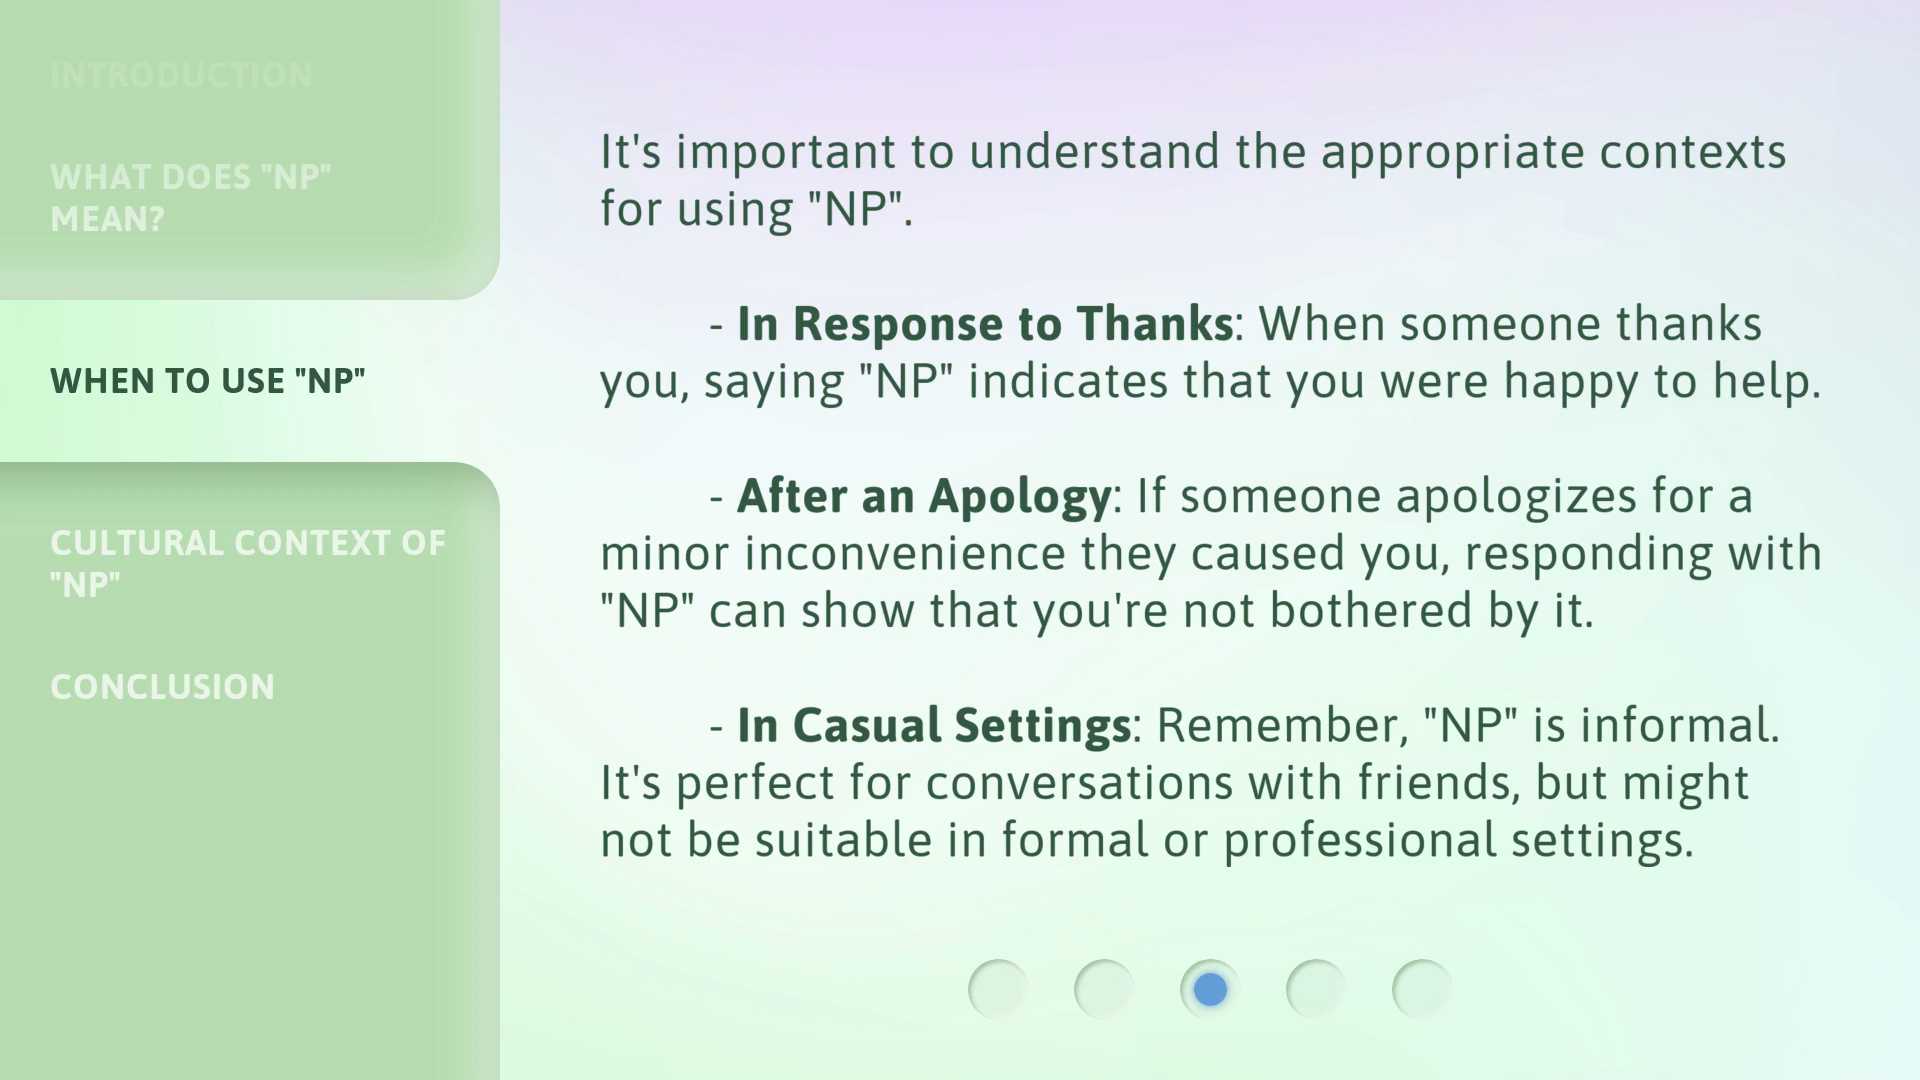 INTRODUCTION
WHAT DOES "NP"
MEAN?
WHEN TO USE "NP"
CULTURAL CONTEXT OF
"NP"
CONCLUSION
It's important to understand the appropriate contexts
for using "NP".
- In Response to Thanks: When someone thanks
you, saying "NP" indicates that you were happy to help.
- After an Apology: If someone apologizes for a
minor inconvenience they caused you, responding with
"NP" can show that you're not bothered by it.
- In Casual Settings: Remember, "NP" is informal.
It's perfect for conversations with friends, but might
not be suitable in formal or professional settings.